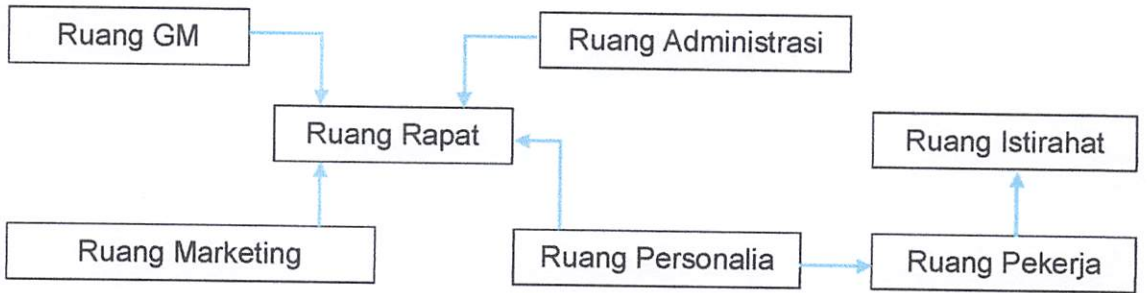 Ruang GM
Ruang Administrasi
Ruang Rapat
Ruang Istirahat
Ruang Marketing
Ruang Personalia
Ruang Pekerja